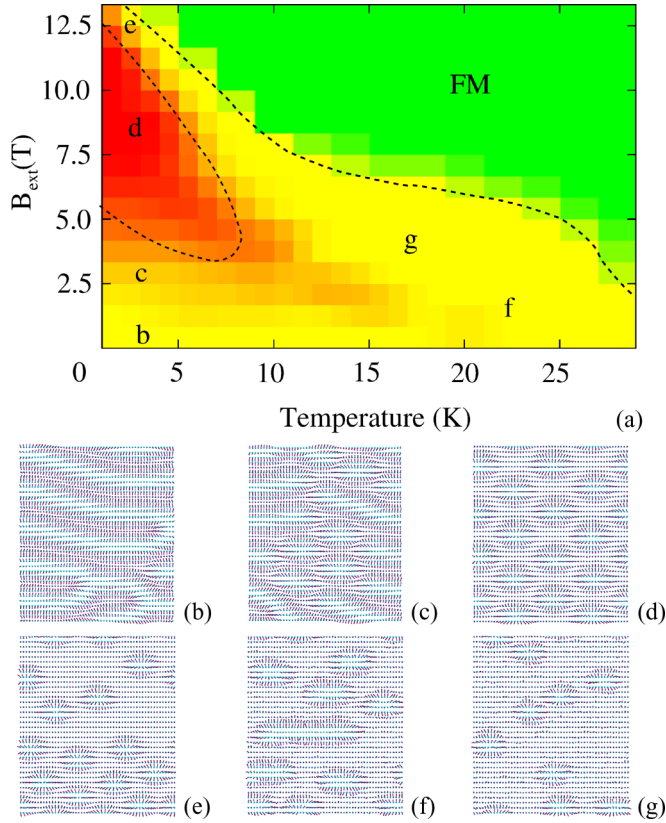 12.5
e
10.0
FM
d
7.5
B_ext(T)
5.0
g
c
2.5
f
b
0 5 10 15 20 25
Temperature (K) (a)
(b) (c) (d)
(e) (f) (g)